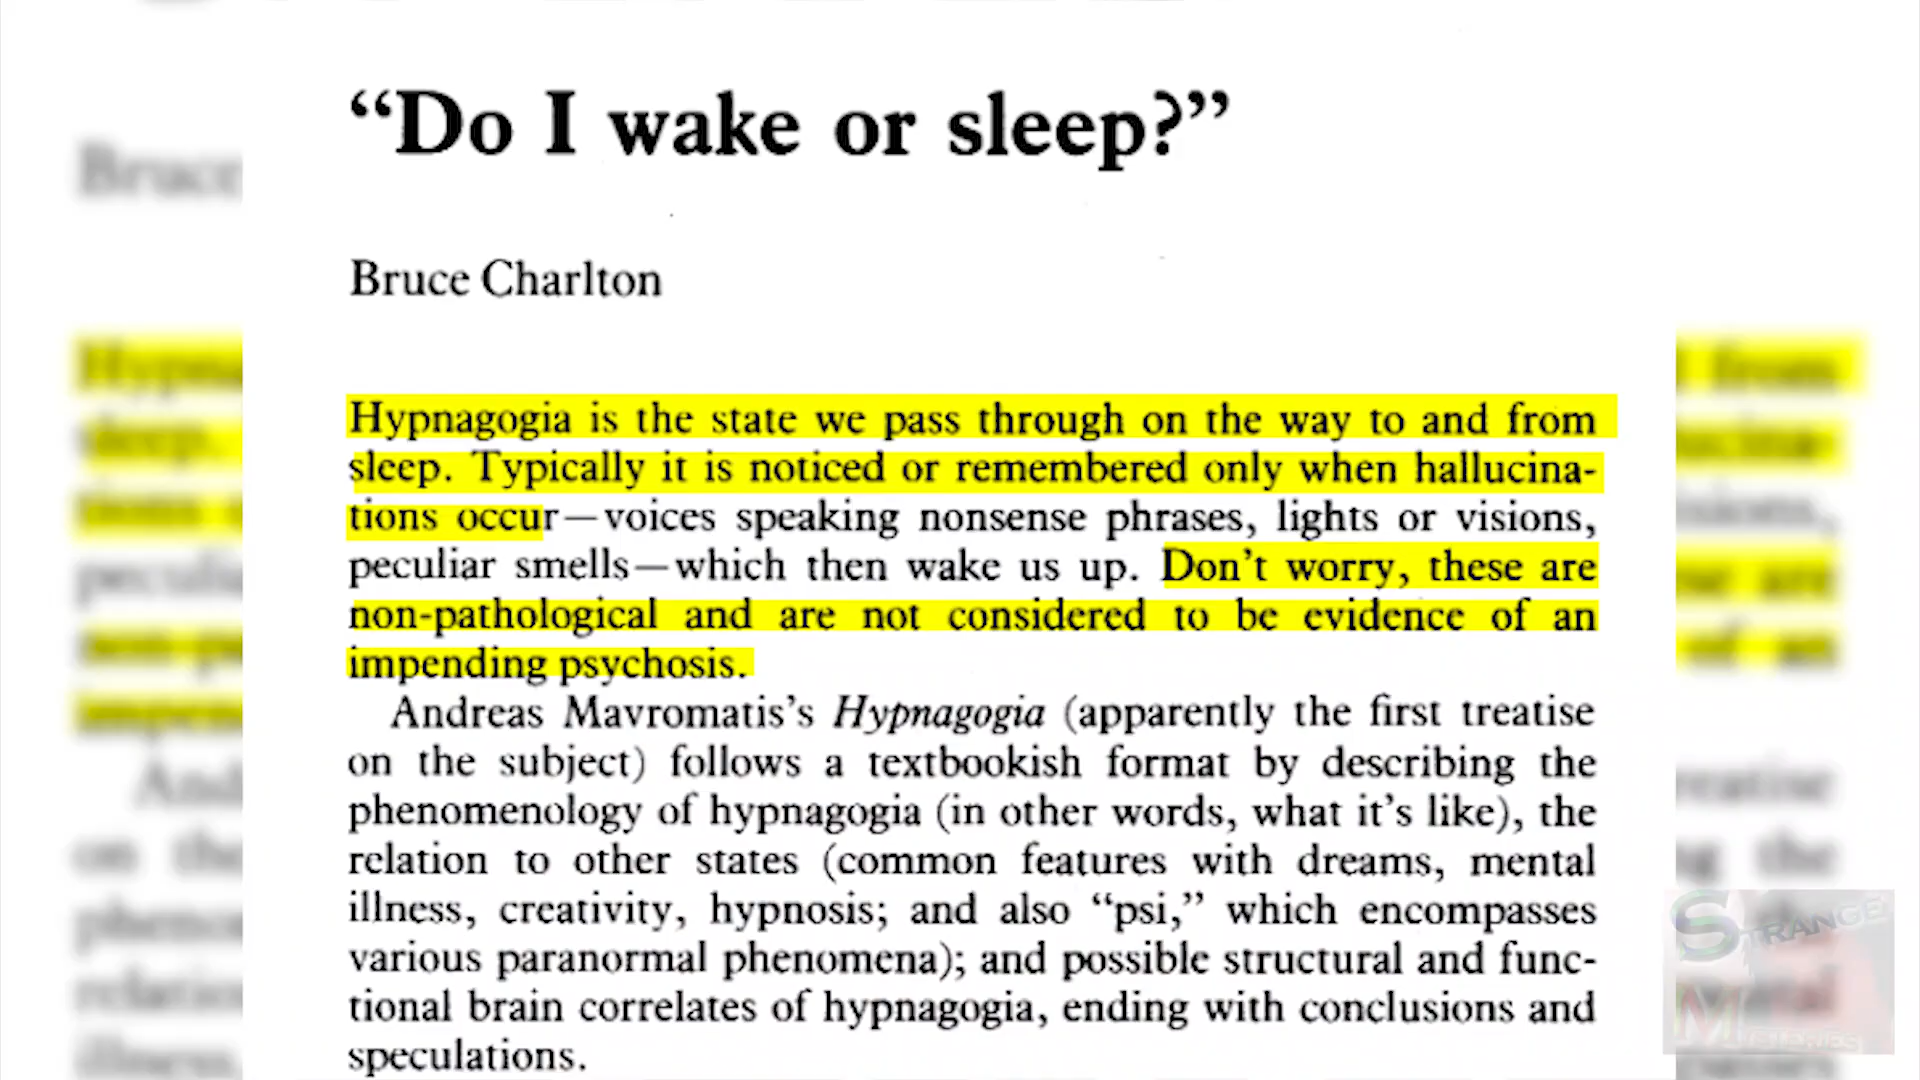 “Do I wake or sleep?”
Bruce Charlton
Hypnagogia is the state we pass through on the way to and from
sleep. Typically it is noticed or remembered only when hallucina-
tions occur—voices speaking nonsense phrases, lights or visions,
peculiar smells—which then wake us up. Don’t worry, these are
non-pathological and are not considered to be evidence of an
impending psychosis.
Andreas Mavromatis’s Hypnagogia (apparently the first treatise
on the subject) follows a textbookish format by describing the
phenomenology of hypnagogia (in other words, what it’s like), the
relation to other states (common features with dreams, mental
illness, creativity, hypnosis; and also “psi,” which encompasses
various paranormal phenomena); and possible structural and func-
tional brain correlates of hypnagogia, ending with conclusions and
speculations.
STRANGE
MYSTERIES